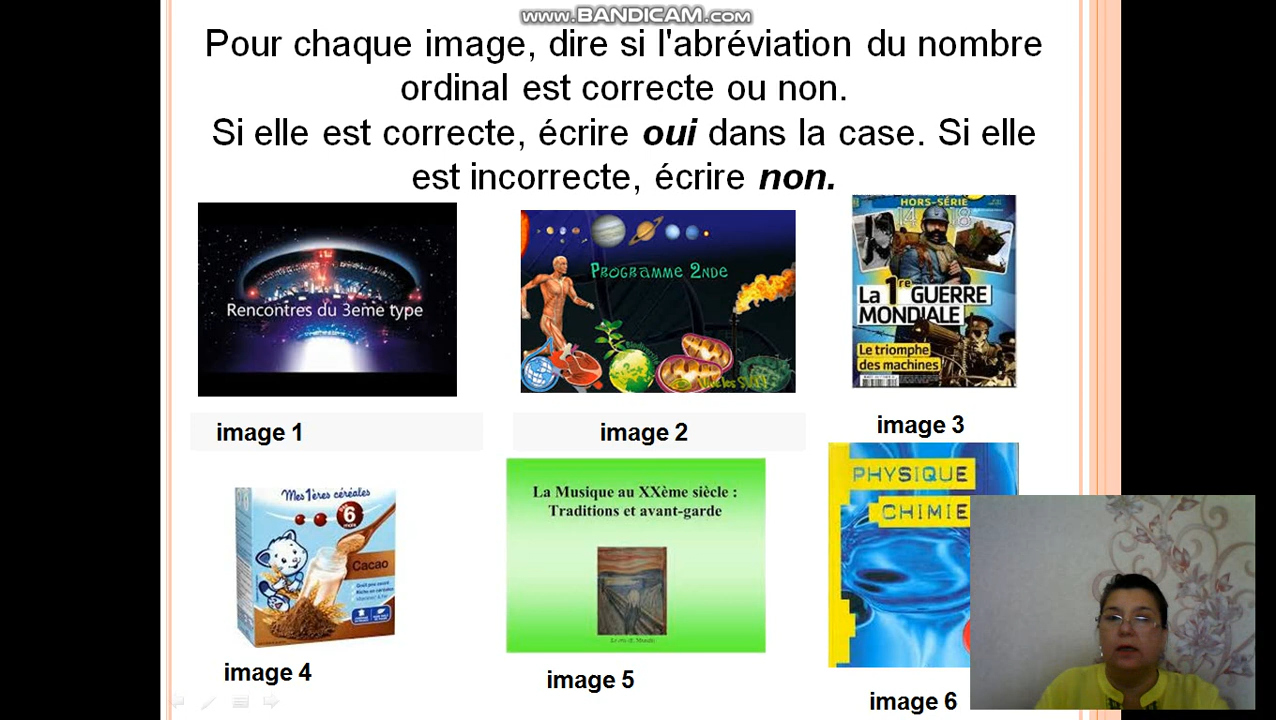 www.BANDICAM.com
Pour chaque image, dire si l'abréviation du nombre
ordinal est correcte ou non.
Si elle est correcte, écrire oui dans la case. Si elle
est incorrecte, écrire non.
Rencontres du 3eme type
Programme 2nde
HORS-SÉRIE
14 18
La 1re GUERRE
MONDIALE
Le triomphe
des machines
image 1
image 2
image 3
Mes 1ères céréales
6
mois
Cacao
La Musique au XXème siècle :
Traditions et avant-garde
PHYSIQUE
CHIMIE
image 4
image 5
image 6